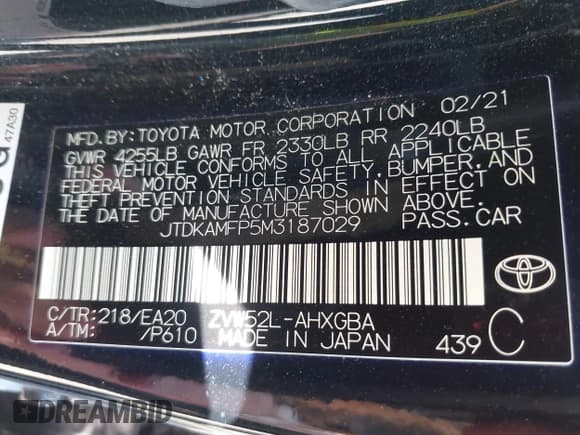 47A30
MFD. BY: TOYOTA MOTOR CORPORATION 02/21
GVWR 4255LB GAWR FR 2330LB RR 2240LB
THIS VEHICLE CONFORMS TO ALL APPLICABLE
FEDERAL MOTOR VEHICLE SAFETY, BUMPER, AND
THEFT PREVENTION STANDARDS IN EFFECT ON
THE DATE OF MANUFACTURE SHOWN ABOVE.
JTDKAMFP5M3187029 PASS. CAR
C/TR: 218/EA20 ZVW52L-AHXGBA
A/TM: /P610 MADE IN JAPAN 439 C
TOYOTA
DREAMBID